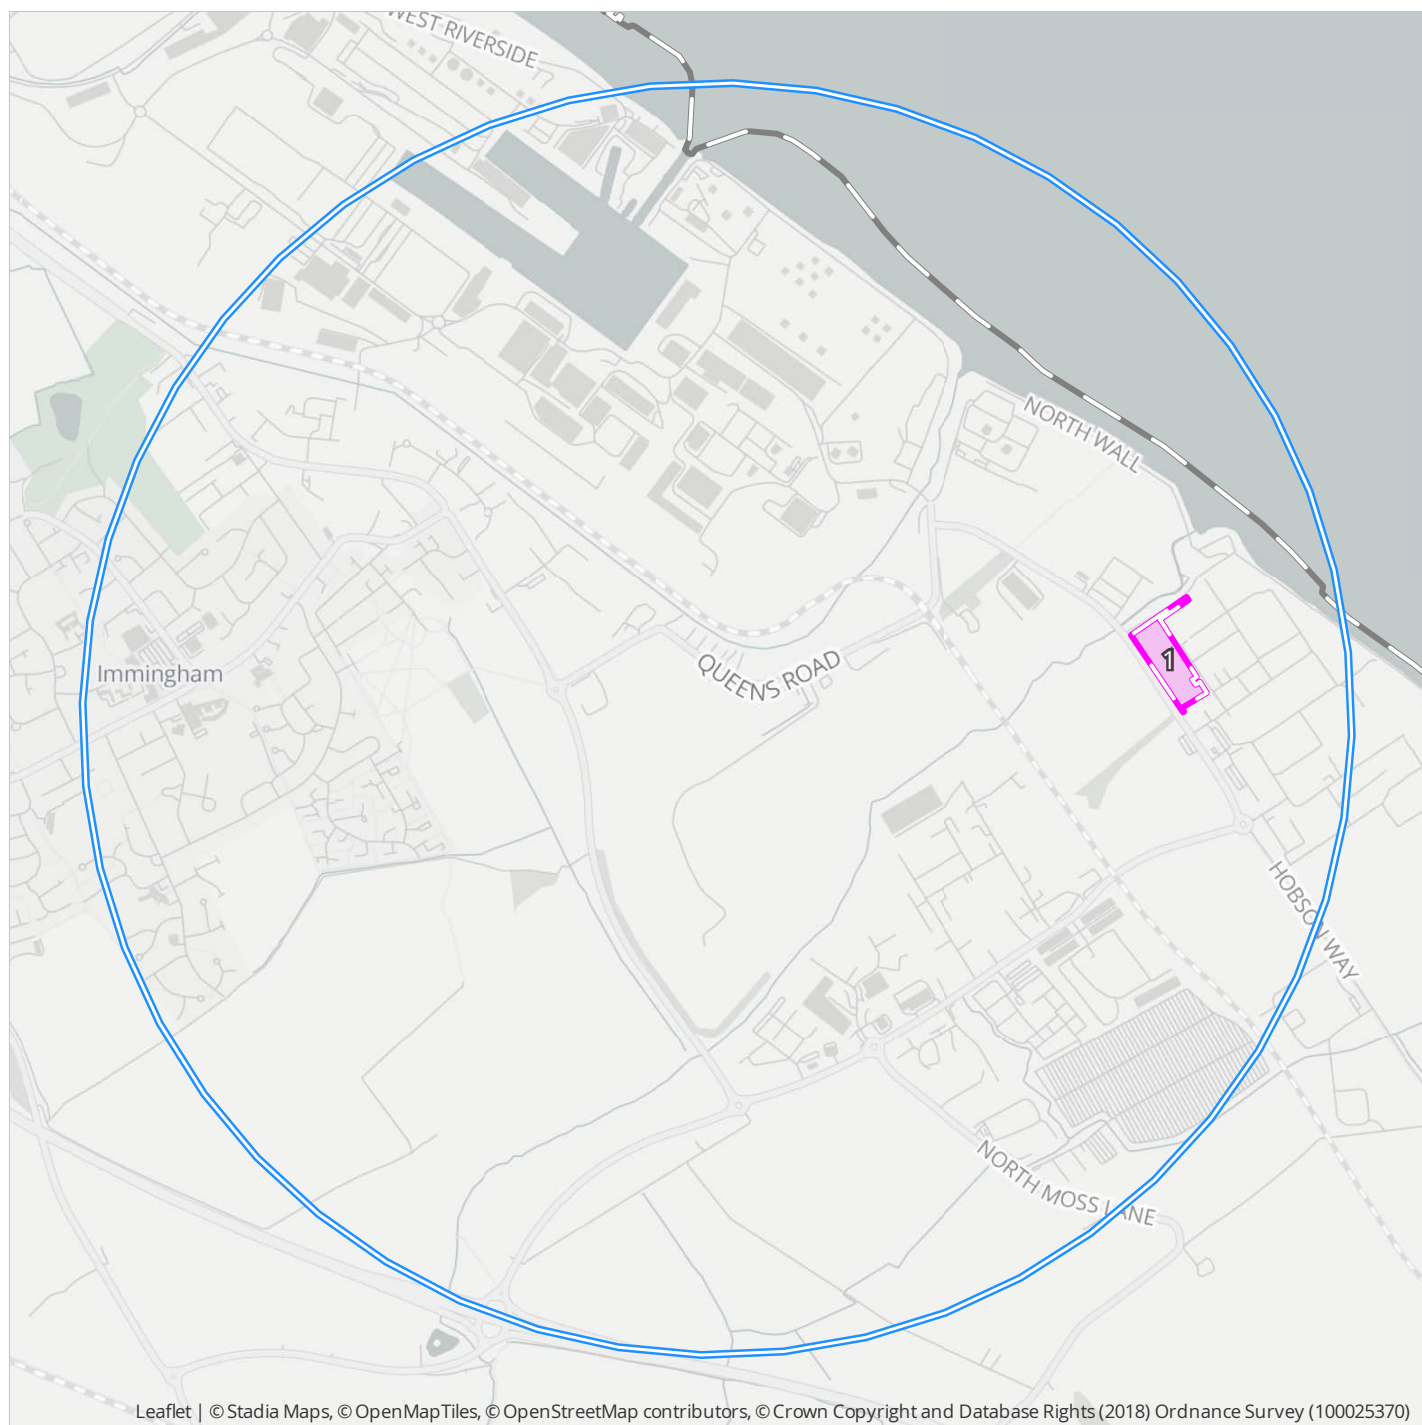 WEST RIVERSIDE
NORTH WALL
1
QUEENS ROAD
Immingham
HOBSON WAY
NORTH MOSS LANE
Leaflet | © Stadia Maps, © OpenMapTiles, © OpenStreetMap contributors, © Crown Copyright and Database Rights (2018) Ordnance Survey (100025370)